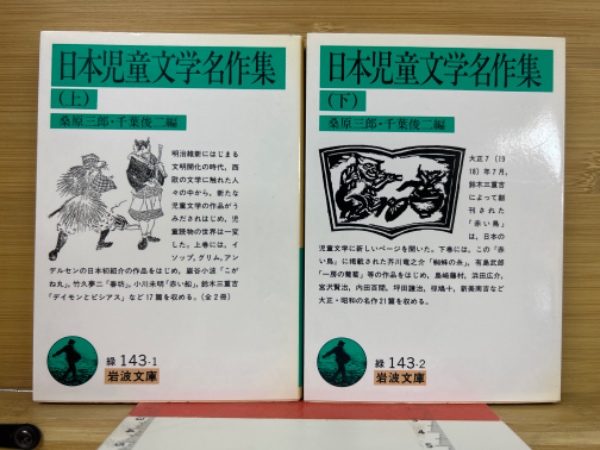 日本児童文学名作集
（上）
桑原三郎・千葉俊二編
明治維新にはじまる
文明開化の時代，西
欧の文学に触れた人
々の中から，新たな
児童文学の作品がう
みだされはじめ，児
童読物の世界は一変
した。上巻には，イ
ソップ，グリム，アン
デルセンの日本初紹介の作品をはじめ，巌谷小波「こが
ね丸」，竹久夢二「春坊」，小川未明「赤い船」，鈴木三重吉
「デイモンとピシアス」など17篇を収める。（全2冊）
緑 143-1
岩波文庫
日本児童文学名作集
（下）
桑原三郎・千葉俊二編
大正7（19
18）年7月，
鈴木三重吉
によって創
刊された
「赤い鳥」
は，日本の
児童文学に新しいページを開いた。下巻には，この「赤
い鳥」に掲載された芥川竜之介「蜘蛛の糸」，有島武郎
「一房の葡萄」等の作品をはじめ，島崎藤村，浜田広介，
宮沢賢治，内田百閒，坪田譲治，椋鳩十，新美南吉など
大正・昭和の名作21篇を収める。
緑 143-2
岩波文庫